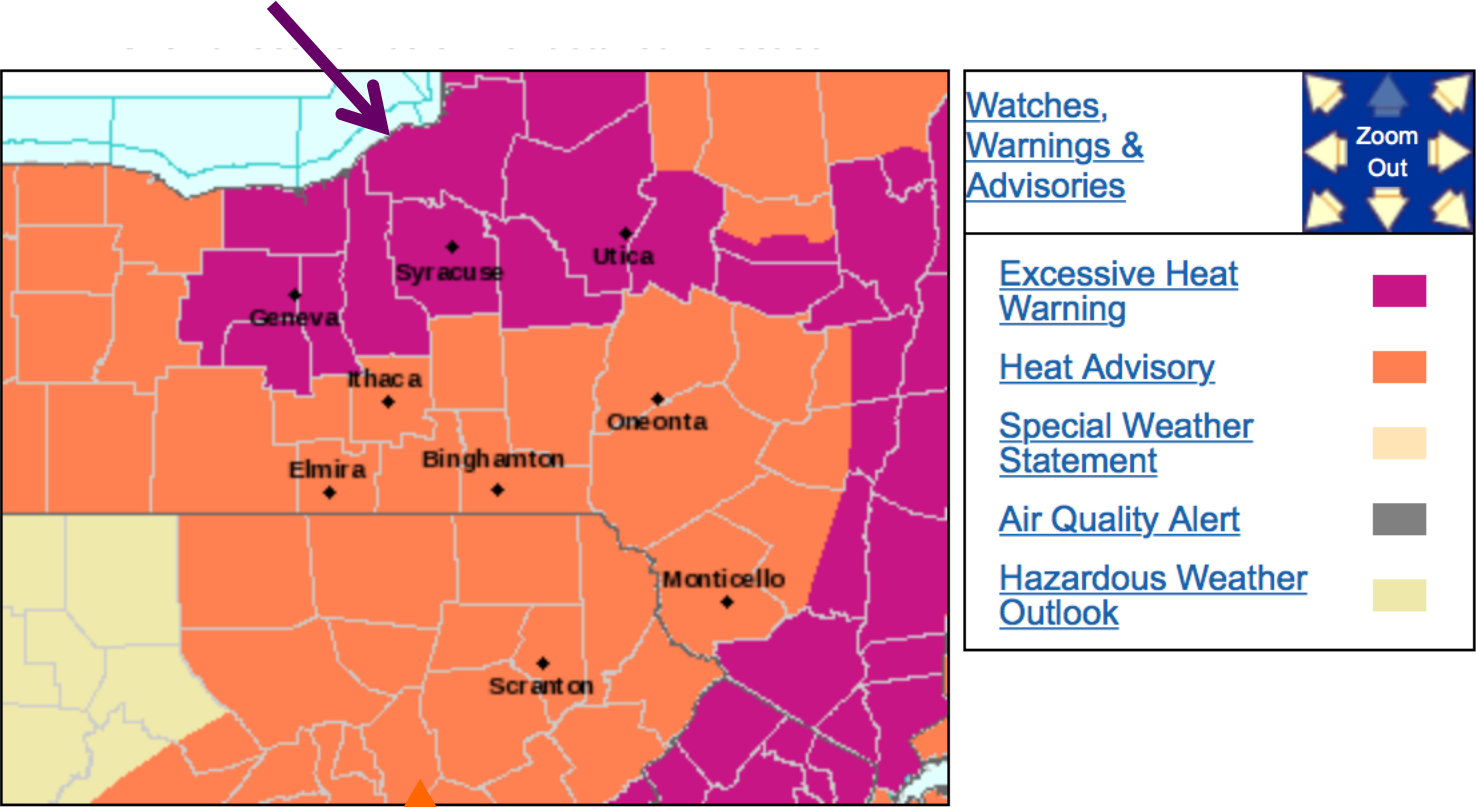 Watches,
Warnings &
Advisories
Zoom
Out
Excessive Heat
Warning
Heat Advisory
Special Weather
Statement
Air Quality Alert
Hazardous Weather
Outlook
Syracuse
Utica
Geneva
Ithaca
Oneonta
Elmira
Binghamton
Monticello
Scranton